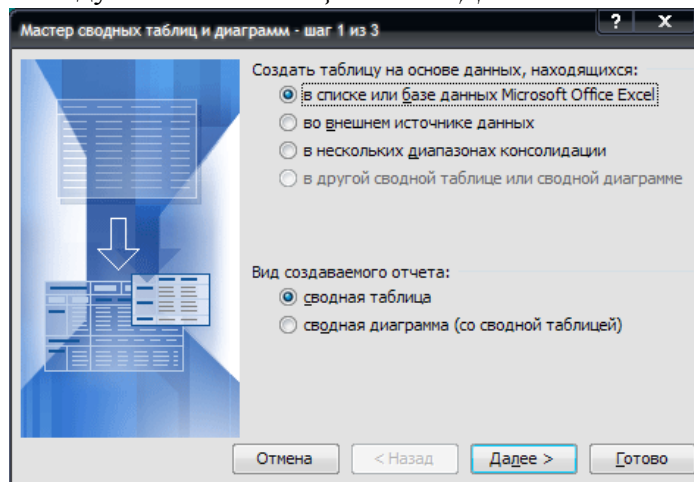 Мастер сводных таблиц и диаграмм - шаг 1 из 3
? X
Создать таблицу на основе данных, находящихся:
в списке или базе данных Microsoft Office Excel
во внешнем источнике данных
в нескольких диапазонах консолидации
в другой сводной таблице или сводной диаграмме
Вид создаваемого отчета:
сводная таблица
сводная диаграмма (со сводной таблицей)
Отмена < Назад Далее > Готово